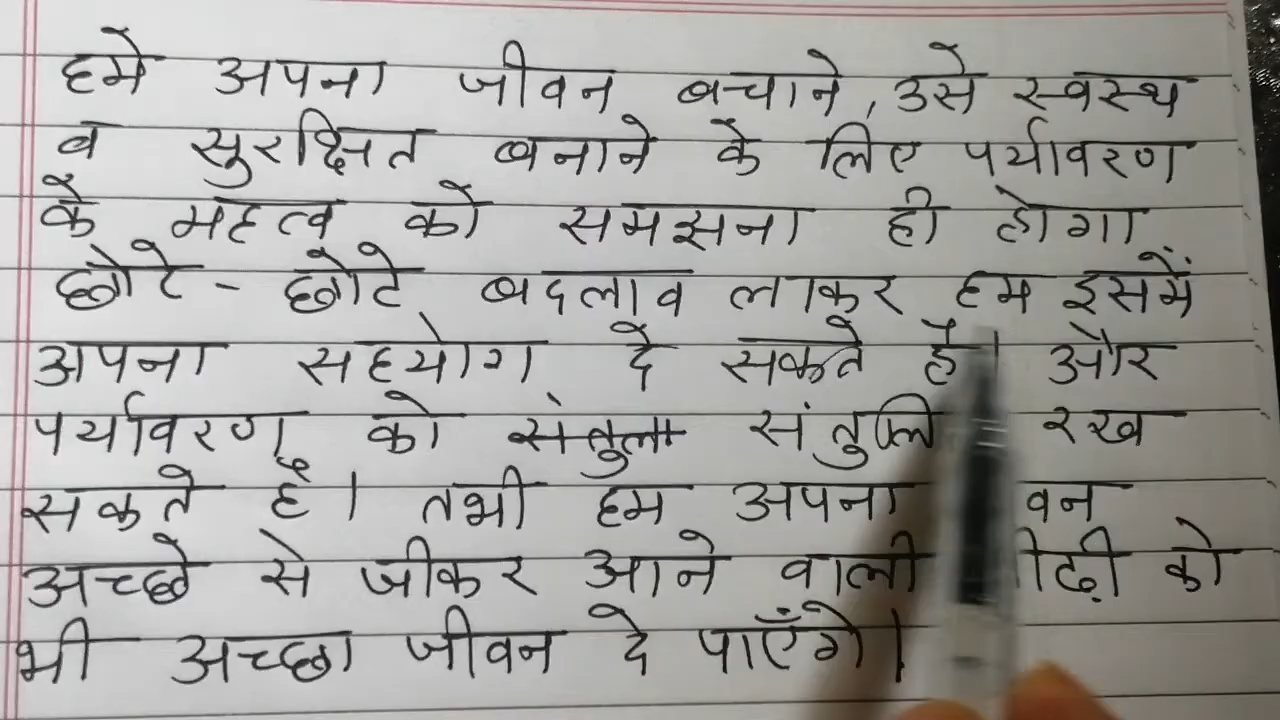 हमे अपना जीवन बचाने, उसे स्वस्थ
व सुरक्षित बनाने के लिए पर्यावरण
के महत्व को समझना ही होगा
छोटे - छोटे बदलाव लाकर हम इसमें
अपना सहयोग दे सकते है। और
पर्यावरण को रख
सकते है। तभी हम अपना
अच्छे से जीकर आने वाली को
भी अच्छा जीवन दे पाएँगे।